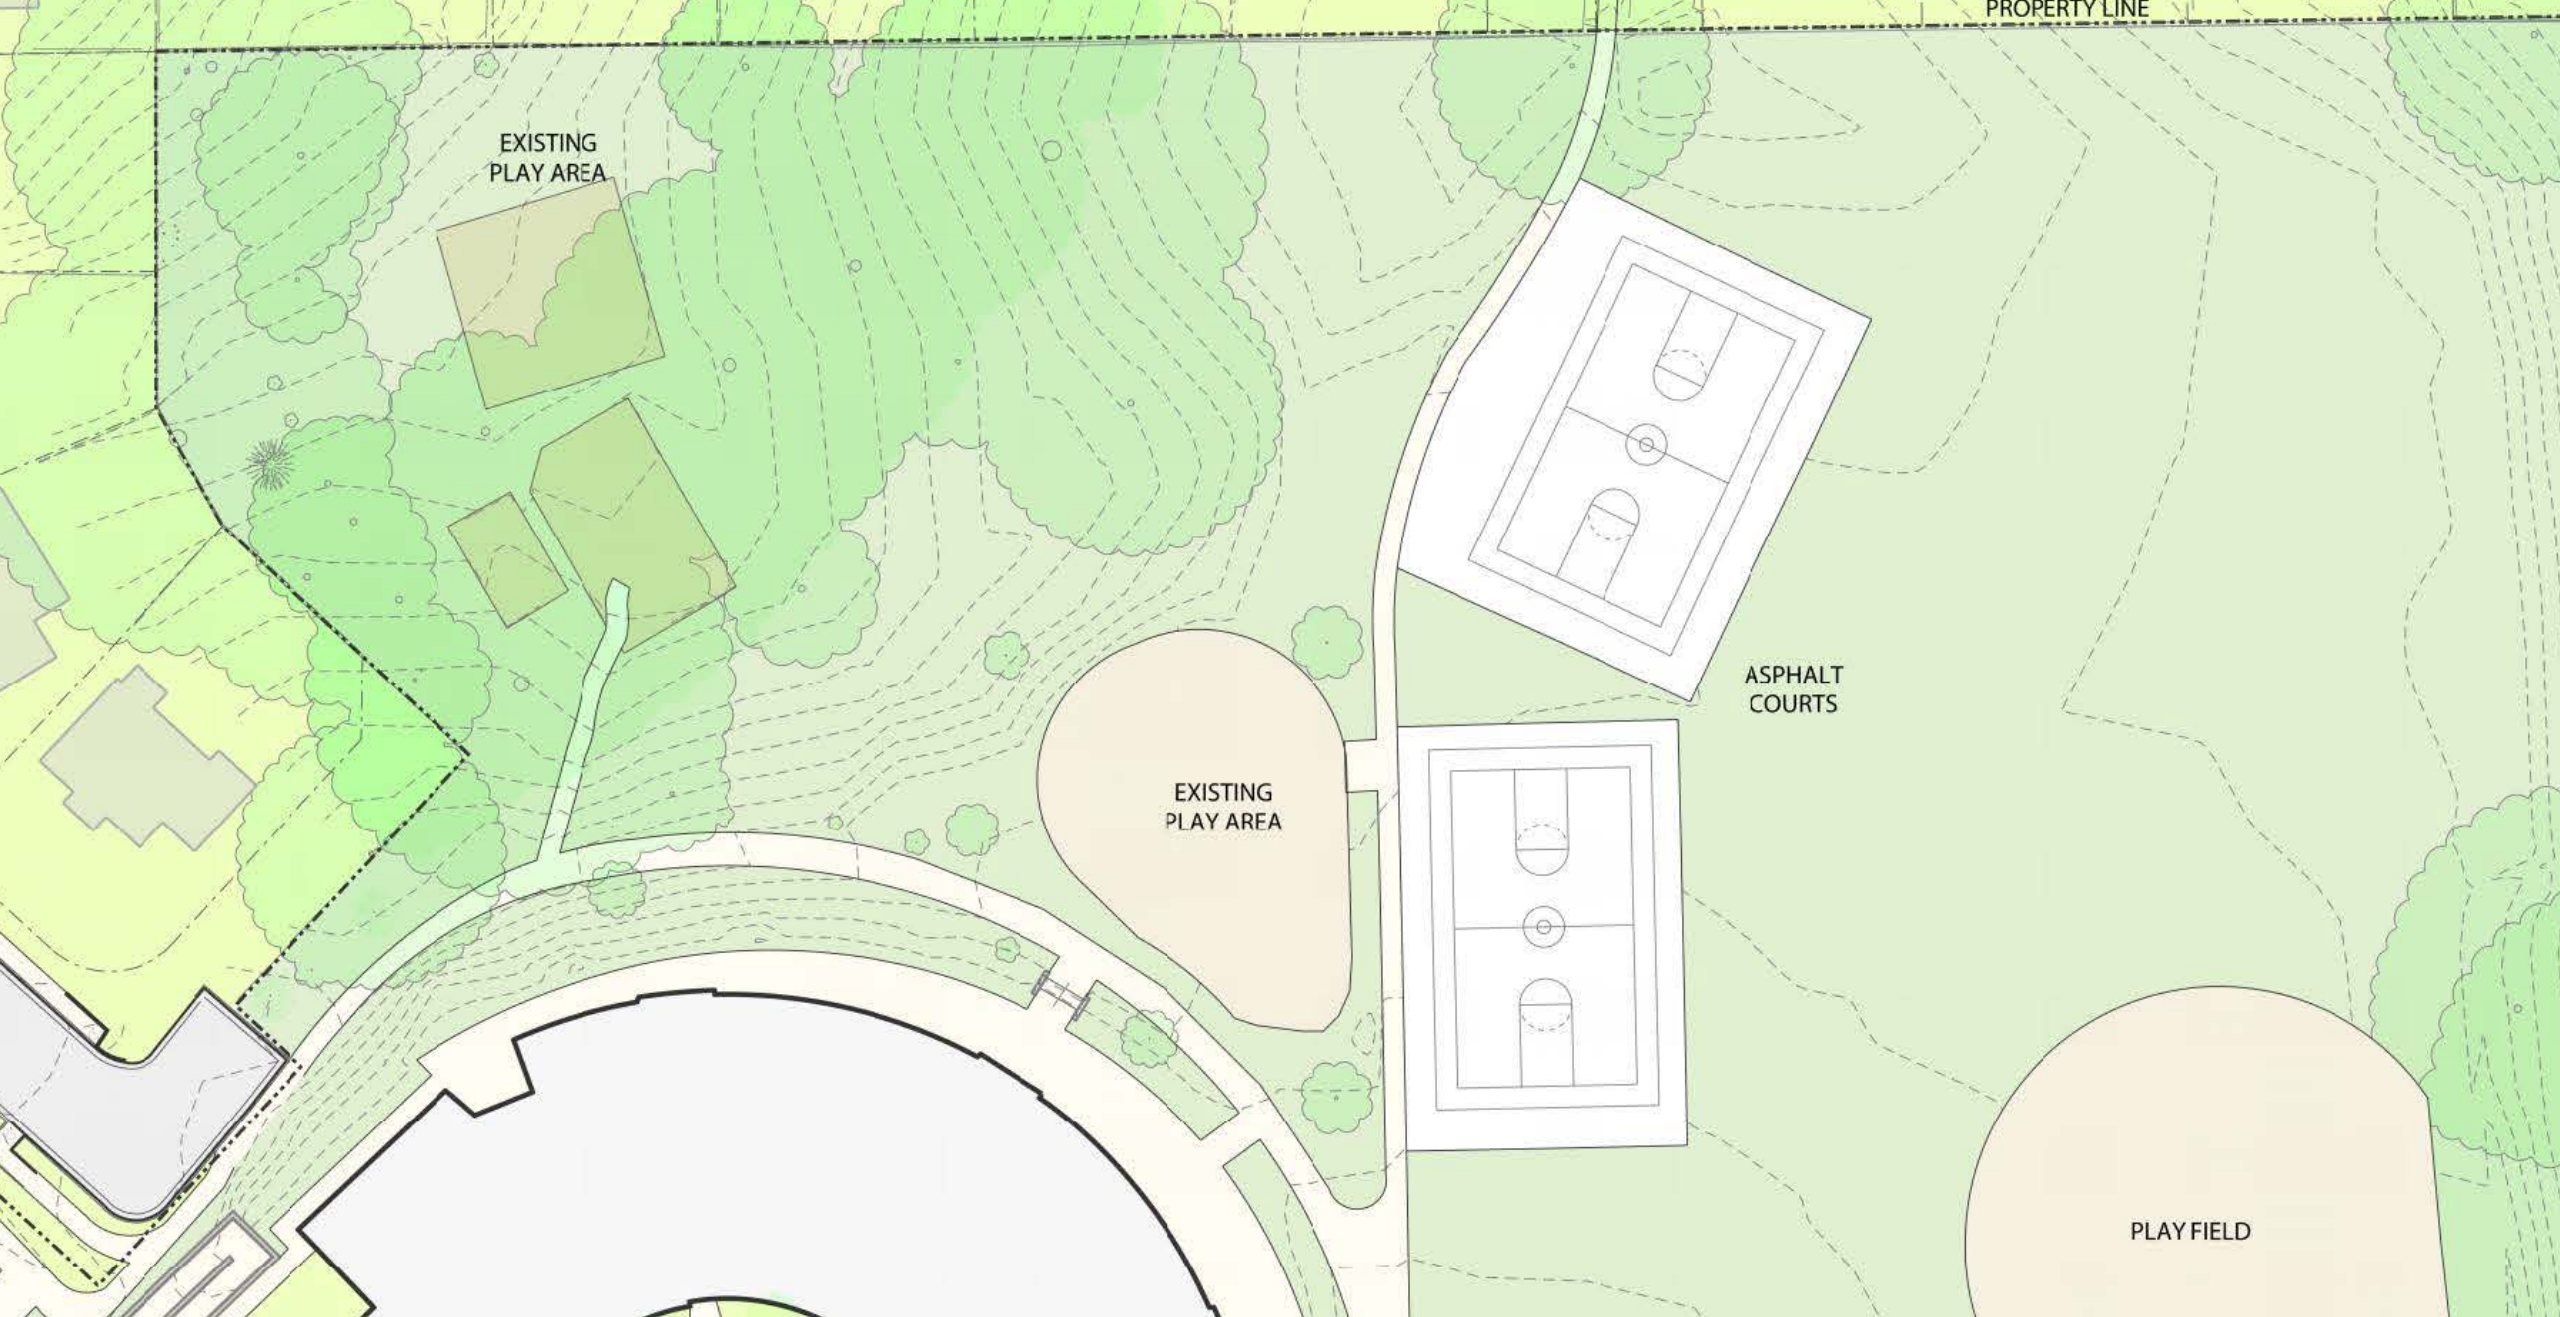 PROPERTY LINE
EXISTING
PLAY AREA
ASPHALT
COURTS
EXISTING
PLAY AREA
PLAY FIELD